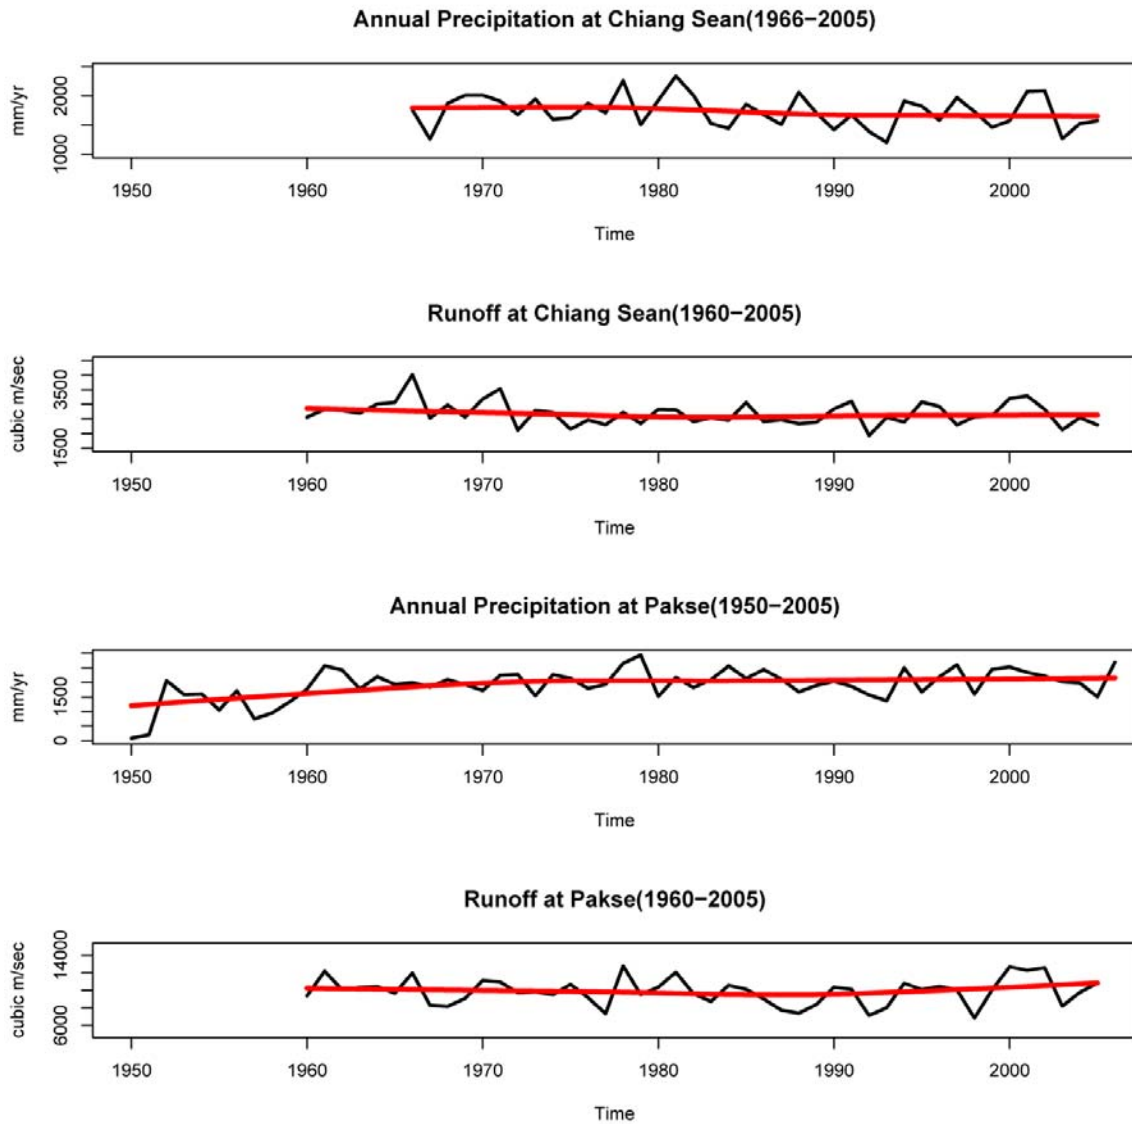 Annual Precipitation at Chiang Sean(1966−2005)
mm/yr
2000
1000
1950 1960 1970 1980 1990 2000
Time
Runoff at Chiang Sean(1960−2005)
cubic m/sec
3500
1500
1950 1960 1970 1980 1990 2000
Time
Annual Precipitation at Pakse(1950−2005)
mm/yr
1500
0
1950 1960 1970 1980 1990 2000
Time
Runoff at Pakse(1960−2005)
cubic m/sec
14000
6000
1950 1960 1970 1980 1990 2000
Time